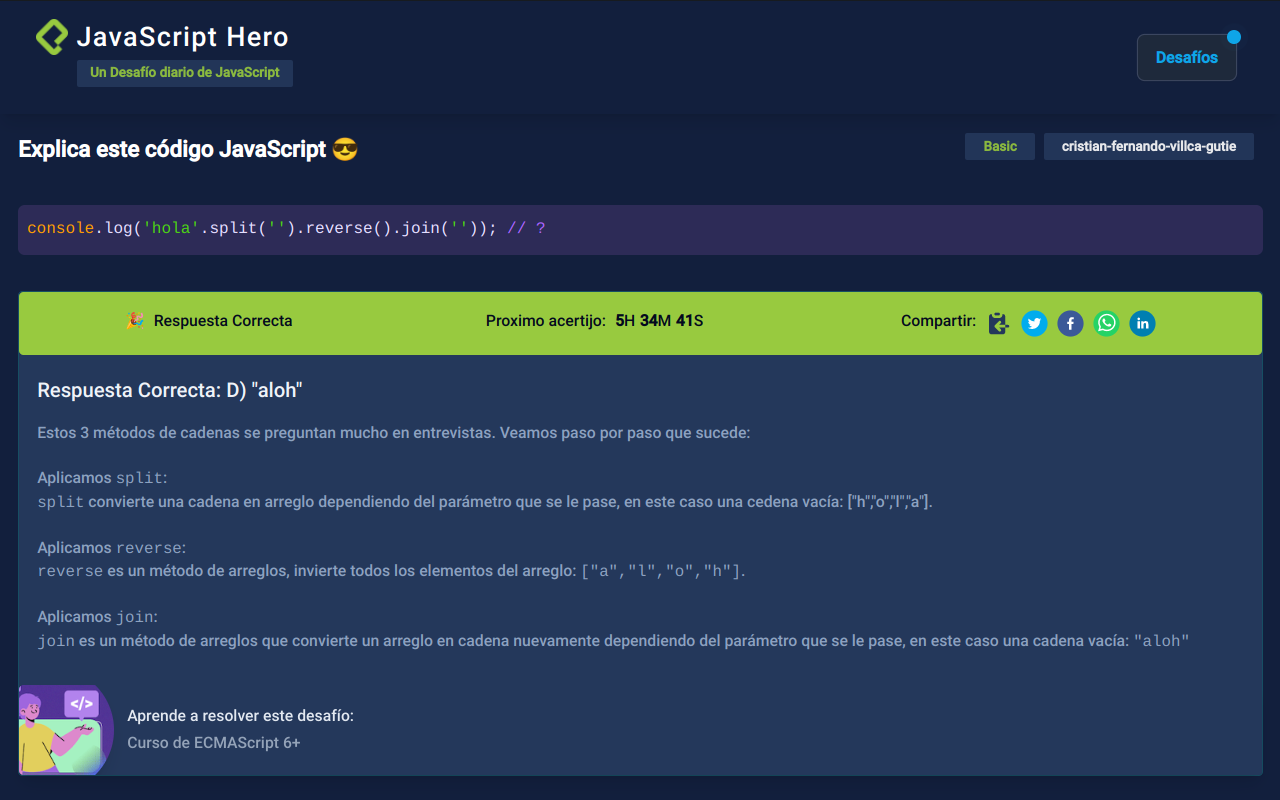 JavaScript Hero
Un Desafío diario de JavaScript
Desafíos
Explica este código JavaScript 😎
Basic
cristian-fernando-villca-gutie
console.log('hola'.split('').reverse().join('')); // ?
🎉 Respuesta Correcta
Proximo acertijo: 5H 34M 41S
Compartir:
Respuesta Correcta: D) "aloh"
Estos 3 métodos de cadenas se preguntan mucho en entrevistas. Veamos paso por paso que sucede:
Aplicamos split:
split convierte una cadena en arreglo dependiendo del parámetro que se le pase, en este caso una cedena vacía: ["h","o","l","a"].
Aplicamos reverse:
reverse es un método de arreglos, invierte todos los elementos del arreglo: ["a","l","o","h"].
Aplicamos join:
join es un método de arreglos que convierte un arreglo en cadena nuevamente dependiendo del parámetro que se le pase, en este caso una cadena vacía: "aloh"
</>
Aprende a resolver este desafío:
Curso de ECMAScript 6+